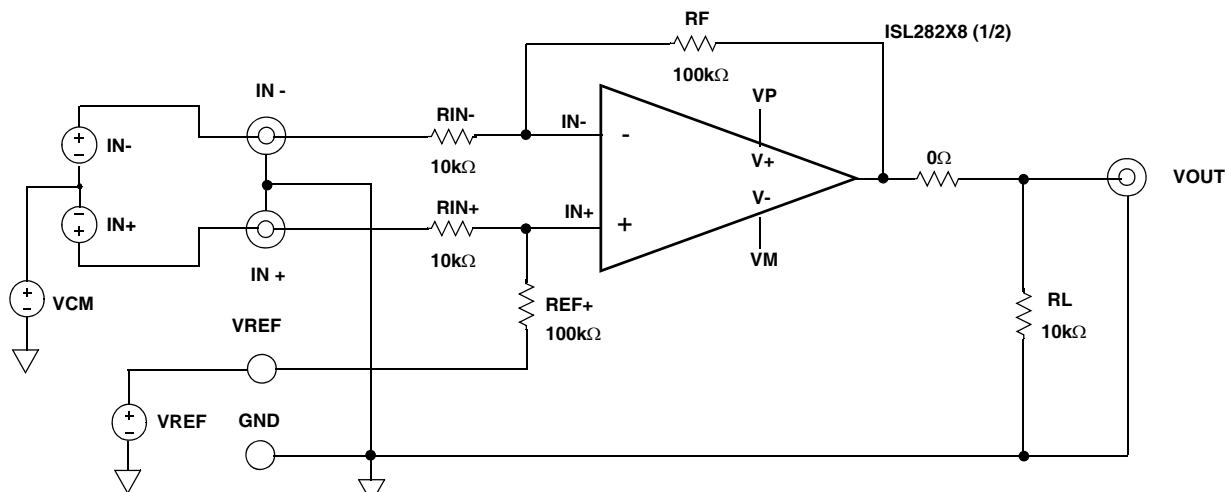 RF
ISL282X8 (1/2)
100kΩ
IN -
RIN-
IN-
VP
IN-
-
V+
10kΩ
0Ω
VOUT
RIN+
V-
IN+
IN+
+
10kΩ
VM
IN +
VCM
REF+
RL
VREF
100kΩ
10kΩ
VREF
GND